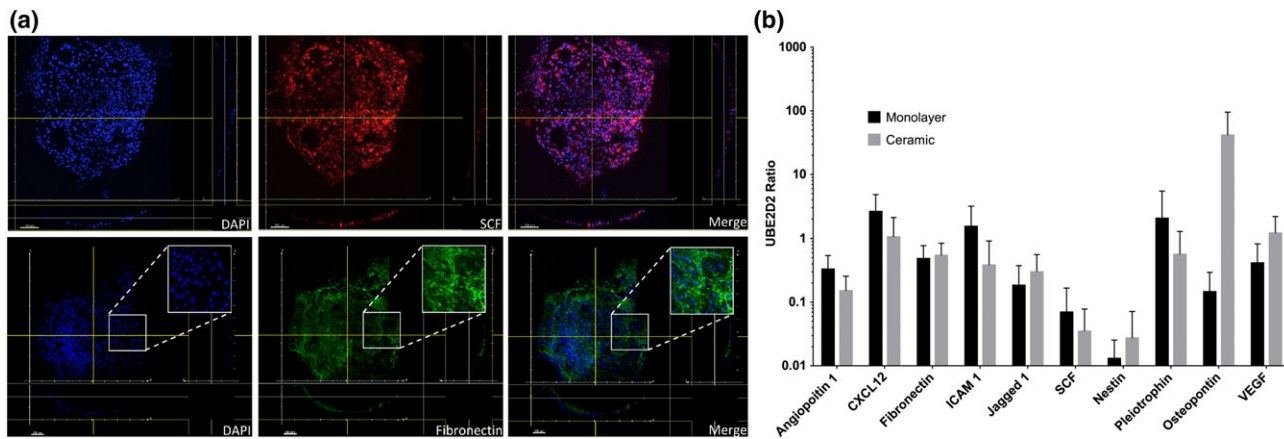 (a)
DAPI
SCF
Merge
DAPI
Fibronectin
Merge
(b)
1000
100
10
1
0.1
0.01
UBE2D2 Ratio
Monolayer
Ceramic
Angiopoitin 1
CXCL12
Fibronectin
ICAM 1
Jagged 1
SCF
Nestin
Pleiotrophin
Osteopontin
VEGF